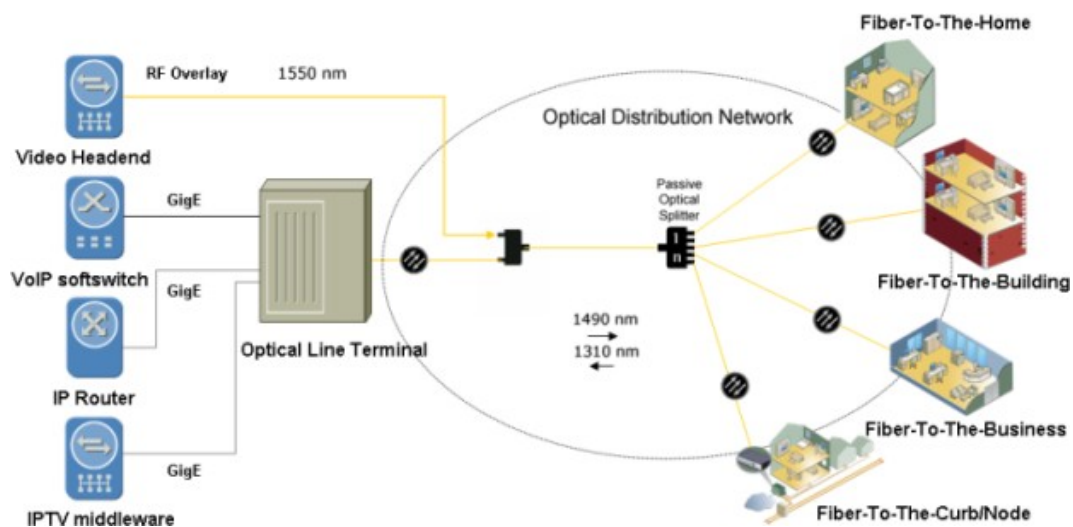 Fiber-To-The-Home
RF Overlay 1550 nm
Video Headend
Optical Distribution Network
GigE
Passive
Optical
Splitter
1
n
VoIP softswitch
GigE
Fiber-To-The-Building
1490 nm
1310 nm
Optical Line Terminal
IP Router
Fiber-To-The-Business
GigE
Fiber-To-The-Curb/Node
IPTV middleware